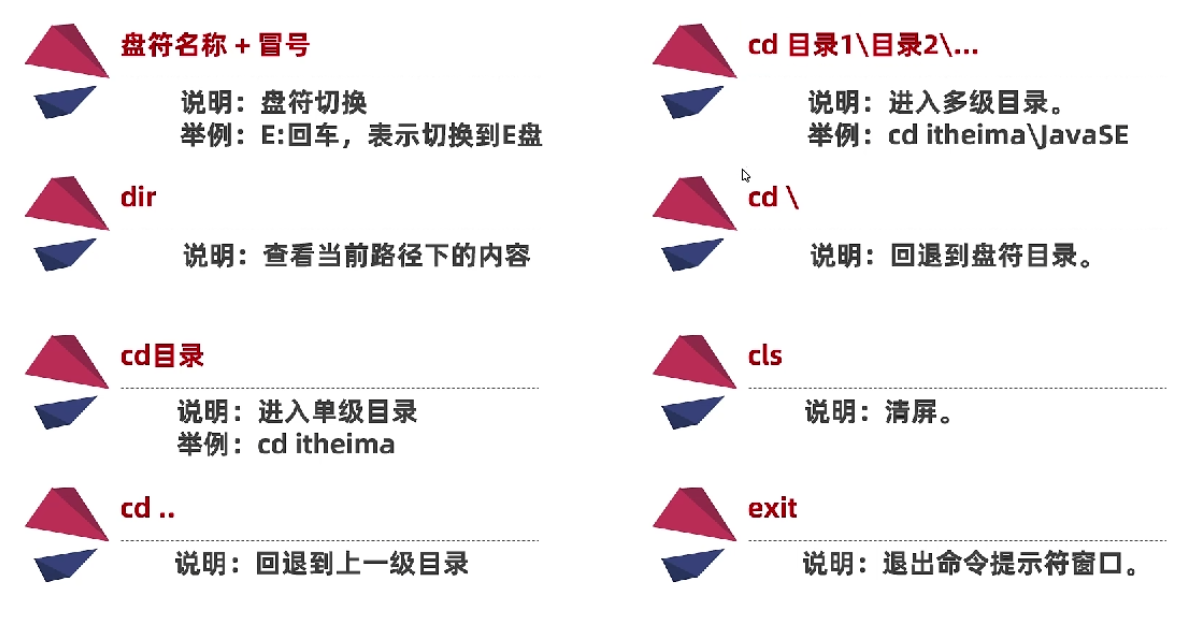 盘符名称 + 冒号
说明：盘符切换
举例：E:回车，表示切换到E盘
dir
说明：查看当前路径下的内容
cd目录
说明：进入单级目录
举例：cd itheima
cd ..
说明：回退到上一级目录
cd 目录1\目录2\...
说明：进入多级目录。
举例：cd itheima\JavaSE
cd \
说明：回退到盘符目录。
cls
说明：清屏。
exit
说明：退出命令提示符窗口。